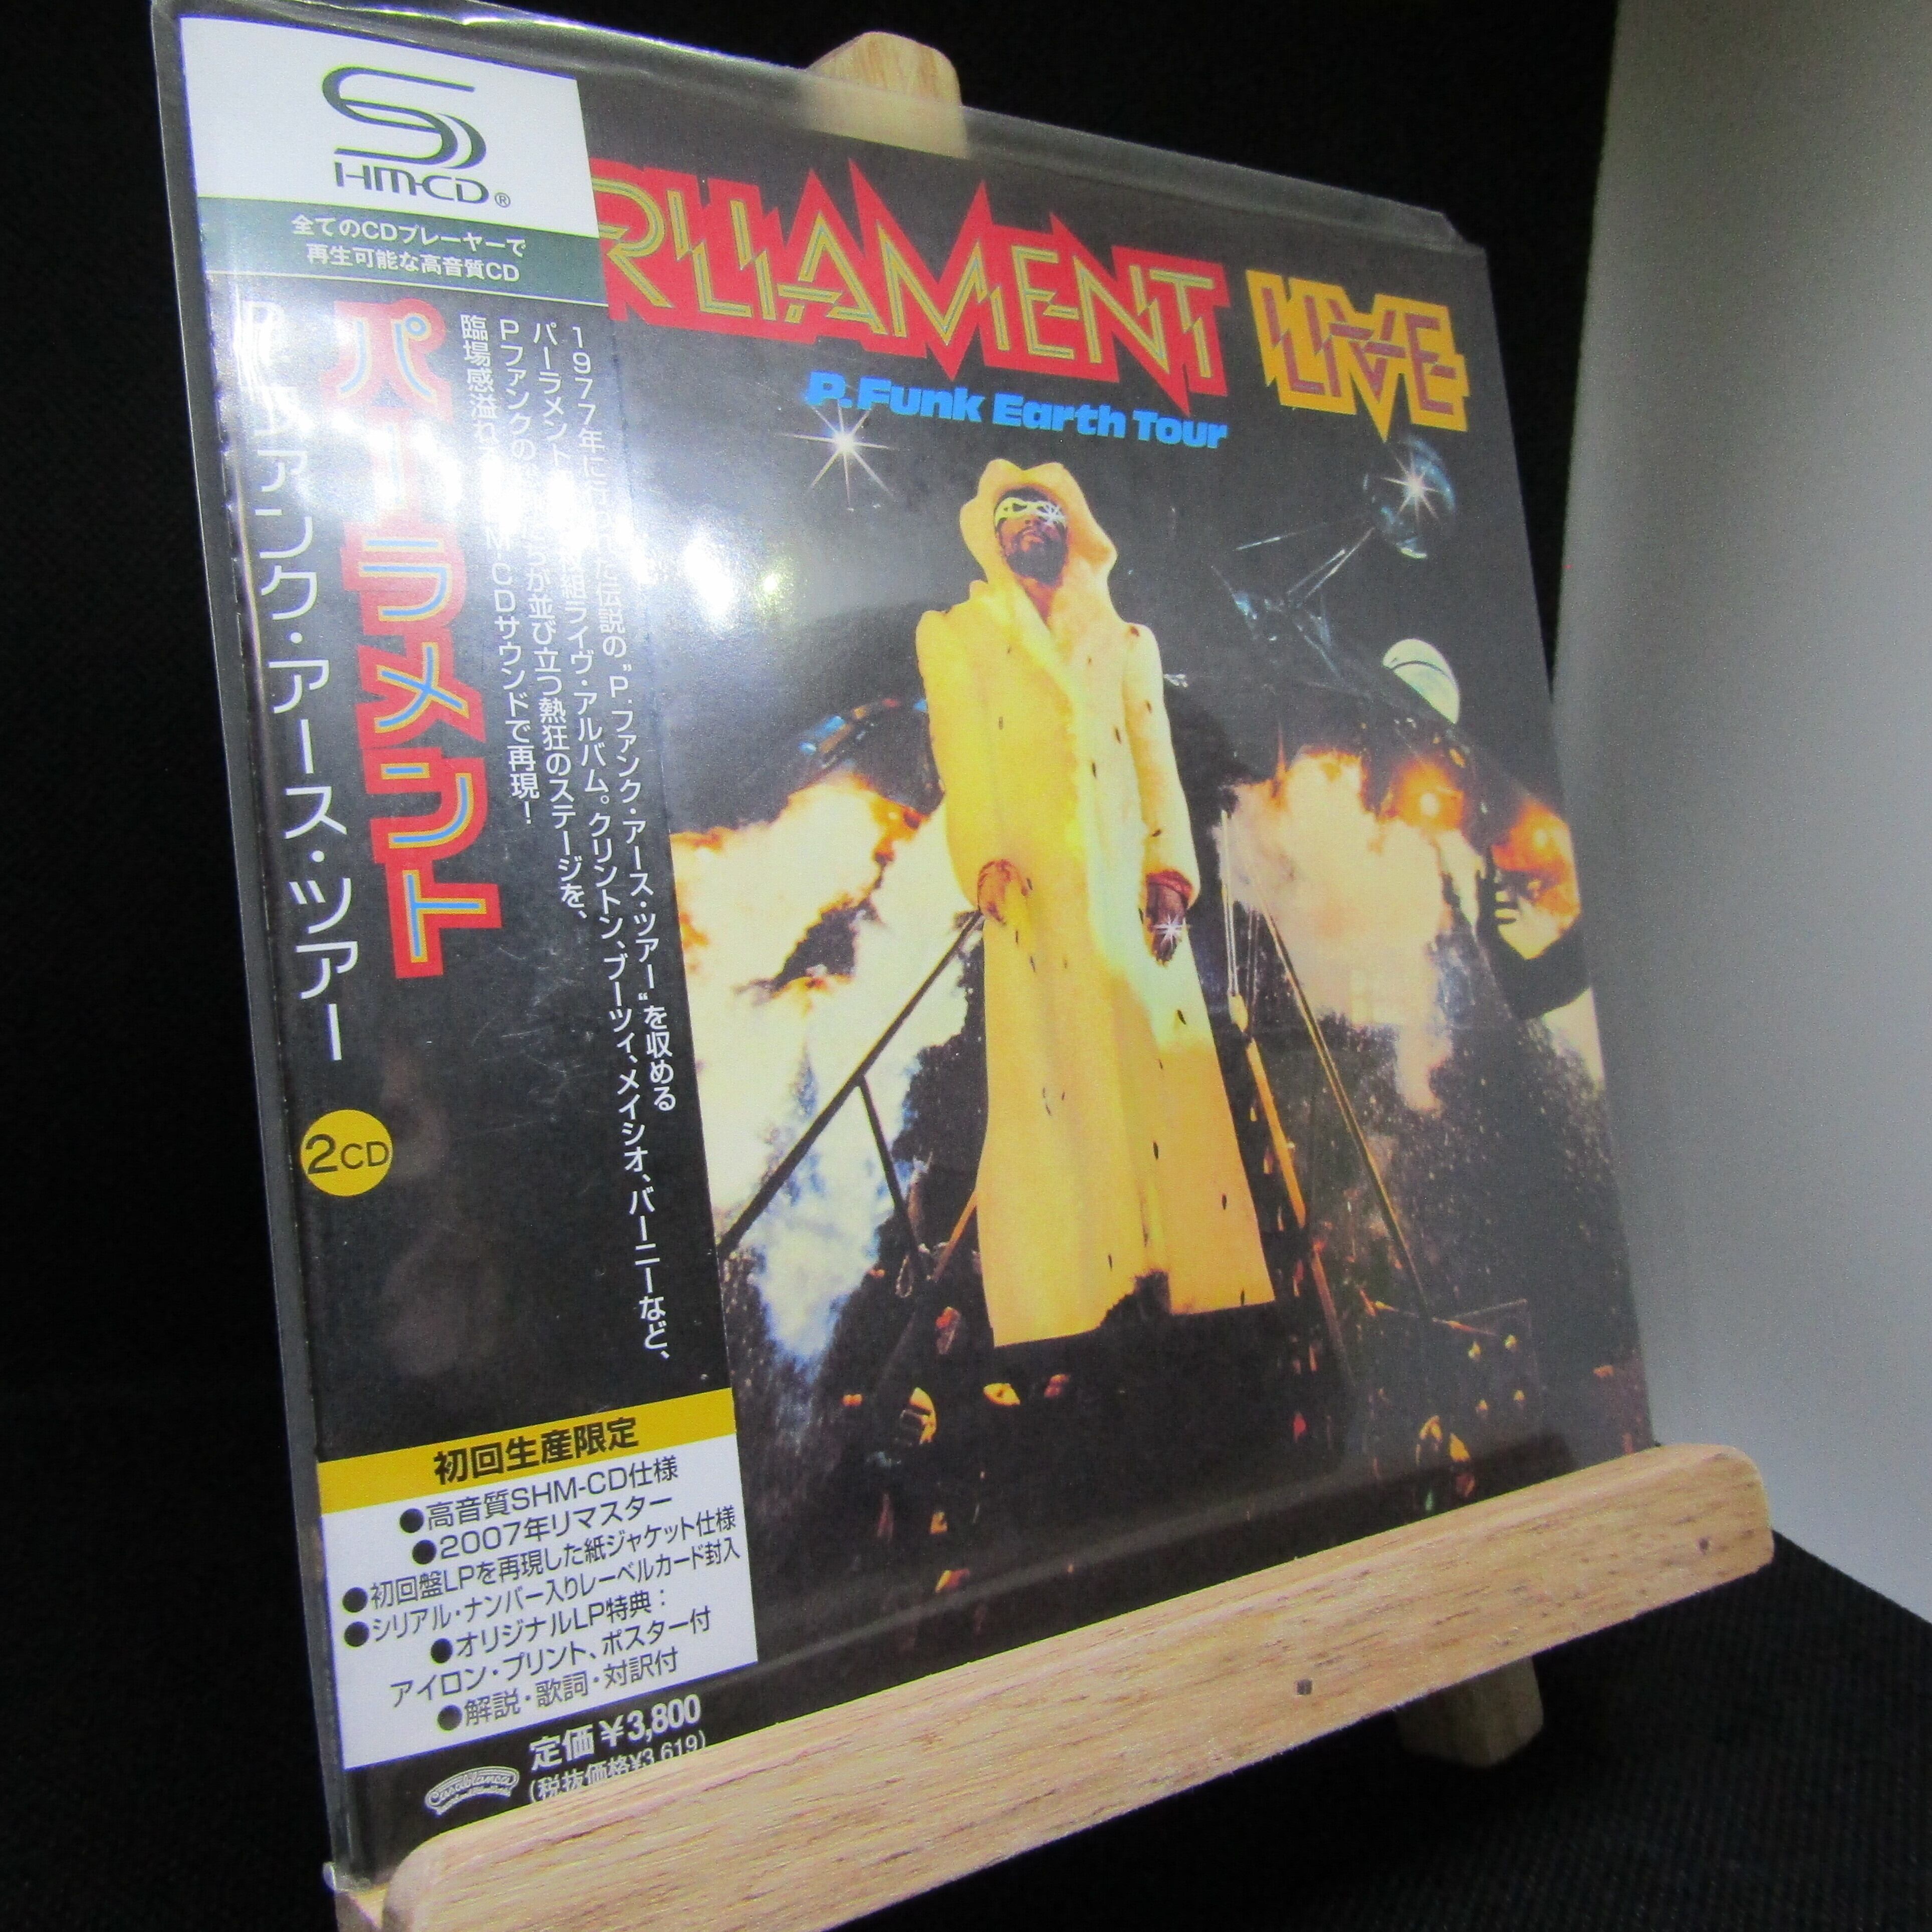 HM-CD®
全てのCDプレーヤーで
再生可能な高音質CD
RLIAMENT LIVE
P.Funk Earth Tour
パーラメント
ファンク・アース・ツアー
2CD
1977年に
た伝説の"P.ファンク・アース・ツアー"を収める
パーラメント
組ライヴ・アルバム。クリントン、ブーツィ、メイシオ、バーニーなど、
Pファンクの
が並び立つ熱狂のステージを、
臨場感溢れ
CDサウンドで再現!
初回生産限定
●高音質SHM-CD仕様
●2007年リマスター
●初回盤LPを再現した紙ジャケット仕様
●シリアル・ナンバー入りレーベルカード封入
●オリジナルLP特典:
アイロン・プリント、ポスター付
●解説・歌詞・対訳付
定価¥3,800
(税抜価格¥3,619)
Casablanca